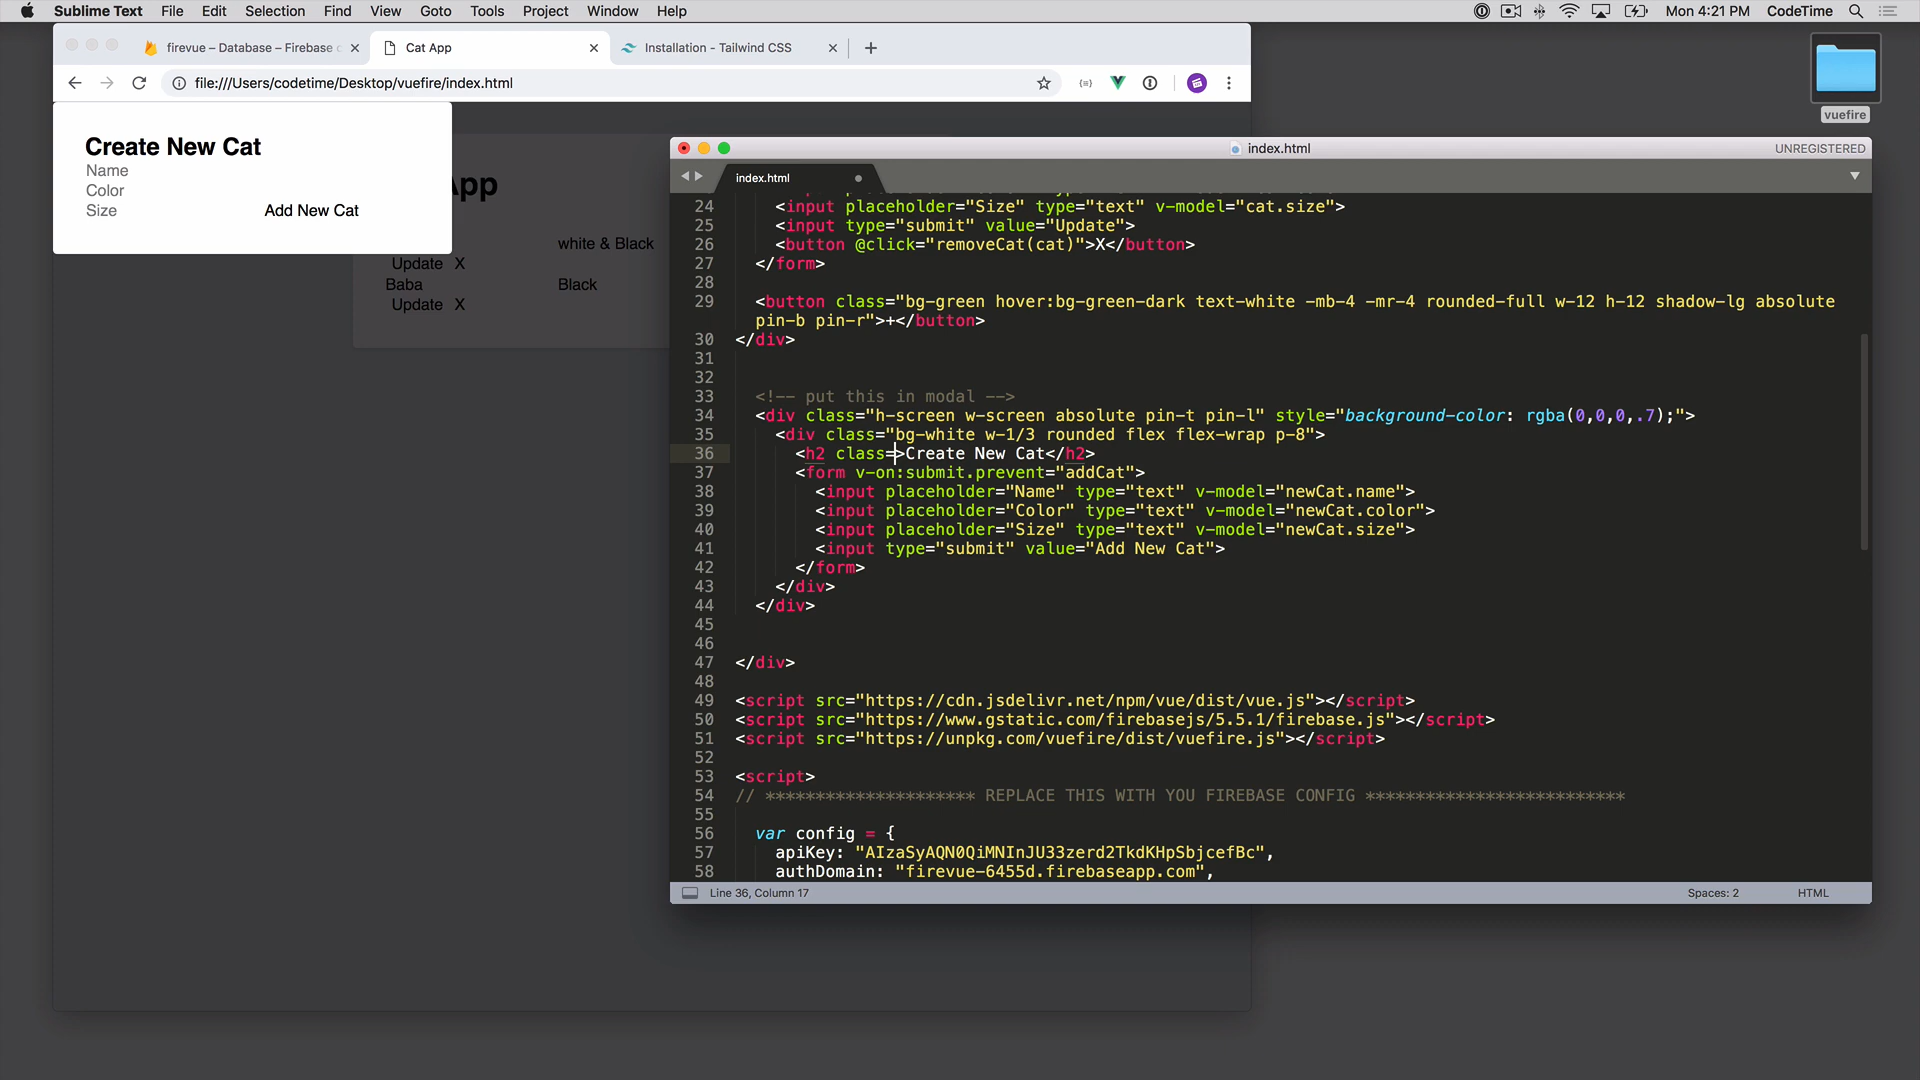 Sublime Text File Edit Selection Find View Goto Tools Project Window Help
Mon 4:21 PM CodeTime
firevue – Database – Firebase
Cat App
Installation - Tailwind CSS
file:///Users/codetime/Desktop/vuefire/index.html
vuefire
Create New Cat
Name
Color
Size Add New Cat
App
white & Black
Update X
Baba Black
Update X
index.html
UNREGISTERED
index.html
24 <input placeholder="Size" type="text" v-model="cat.size">
25 <input type="submit" value="Update">
26 <button @click="removeCat(cat)">X</button>
27 </form>
28
29 <button class="bg-green hover:bg-green-dark text-white -mb-4 -mr-4 rounded-full w-12 h-12 shadow-lg absolute
pin-b pin-r">+</button>
30 </div>
31
32
33 <!-- put this in modal -->
34 <div class="h-screen w-screen absolute pin-t pin-l" style="background-color: rgba(0,0,0,.7);">
35 <div class="bg-white w-1/3 rounded flex flex-wrap p-8">
36 <h2 class=>Create New Cat</h2>
37 <form v-on:submit.prevent="addCat">
38 <input placeholder="Name" type="text" v-model="newCat.name">
39 <input placeholder="Color" type="text" v-model="newCat.color">
40 <input placeholder="Size" type="text" v-model="newCat.size">
41 <input type="submit" value="Add New Cat">
42 </form>
43 </div>
44 </div>
45
46
47 </div>
48
49 <script src="https://cdn.jsdelivr.net/npm/vue/dist/vue.js"></script>
50 <script src="https://www.gstatic.com/firebasejs/5.5.1/firebase.js"></script>
51 <script src="https://unpkg.com/vuefire/dist/vuefire.js"></script>
52
53 <script>
54 // ********************* REPLACE THIS WITH YOU FIREBASE CONFIG **************************
55
56 var config = {
57 apiKey: "AIzaSyAQN0QiMNInJU33zerd2TkdKHpSbjcefBc",
58 authDomain: "firevue-6455d.firebaseapp.com",
Line 36, Column 17
Spaces: 2
HTML